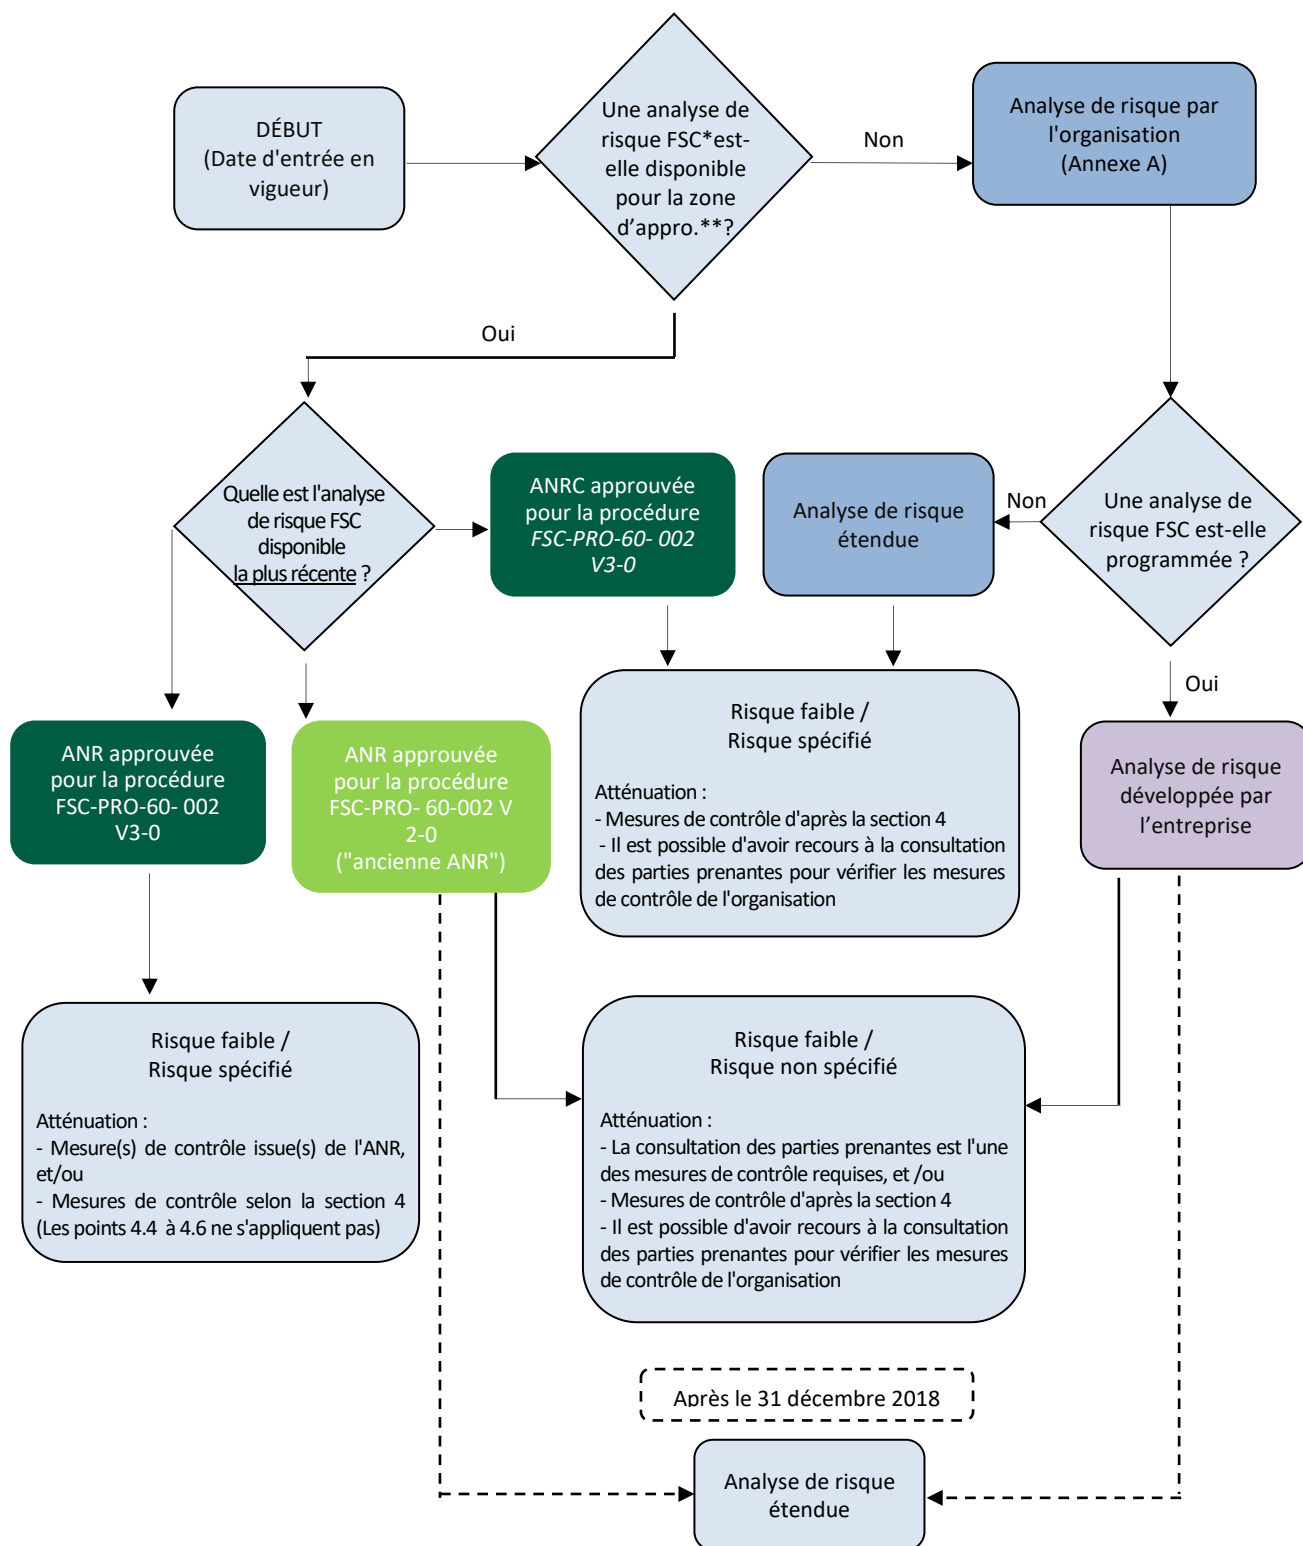 DÉBUT
(Date d'entrée en
vigueur)
Une analyse de
risque FSC*est-
elle disponible
pour la zone
d’appro.**?
Non
Analyse de risque par
l'organisation
(Annexe A)
Oui
Quelle est l'analyse
de risque FSC
disponible
la plus récente ?
ANRC approuvée
pour la procédure
FSC-PRO-60- 002
V3-0
Analyse de risque
étendue
Non
Une analyse de
risque FSC est-elle
programmée ?
Oui
ANR approuvée
pour la procédure
FSC-PRO-60- 002
V3-0
ANR approuvée
pour la procédure
FSC-PRO- 60-002 V
2-0
("ancienne ANR")
Risque faible /
Risque spécifié
Atténuation :
- Mesures de contrôle d'après la section 4
- Il est possible d'avoir recours à la consultation
des parties prenantes pour vérifier les mesures
de contrôle de l'organisation
Analyse de risque
développée par
l’entreprise
Risque faible /
Risque spécifié
Atténuation :
- Mesure(s) de contrôle issue(s) de l'ANR,
et/ou
- Mesures de contrôle selon la section 4
(Les points 4.4 à 4.6 ne s'appliquent pas)
Risque faible /
Risque non spécifié
Atténuation :
- La consultation des parties prenantes est l'une
des mesures de contrôle requises, et /ou
- Mesures de contrôle d'après la section 4
- Il est possible d'avoir recours à la consultation
des parties prenantes pour vérifier les mesures
de contrôle de l'organisation
Après le 31 décembre 2018
Analyse de risque
étendue